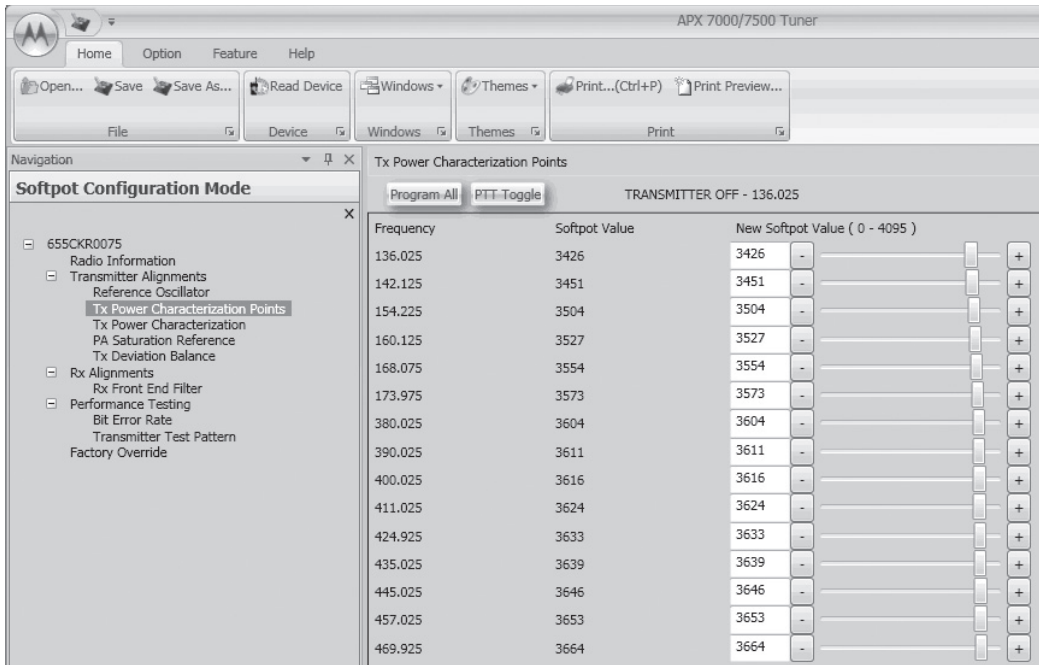 APX 7000/7500 Tuner
Home Option Feature Help
Open... Save Save As... Read Device Windows Themes Print...(Ctrl+P) Print Preview...
File Device Windows Themes Print
Navigation
Softpot Configuration Mode
655CKR0075
Radio Information
Transmitter Alignments
Reference Oscillator
Tx Power Characterization Points
Tx Power Characterization
PA Saturation Reference
Tx Deviation Balance
Rx Alignments
Rx Front End Filter
Performance Testing
Bit Error Rate
Transmitter Test Pattern
Factory Override
Tx Power Characterization Points
Program All PTT Toggle TRANSMITTER OFF - 136.025
Frequency Softpot Value New Softpot Value ( 0 - 4095 )
136.025 3426 3426 - +
142.125 3451 3451 - +
154.225 3504 3504 - +
160.125 3527 3527 - +
168.075 3554 3554 - +
173.975 3573 3573 - +
380.025 3604 3604 - +
390.025 3611 3611 - +
400.025 3616 3616 - +
411.025 3624 3624 - +
424.925 3633 3633 - +
435.025 3639 3639 - +
445.025 3646 3646 - +
457.025 3653 3653 - +
469.925 3664 3664 - +